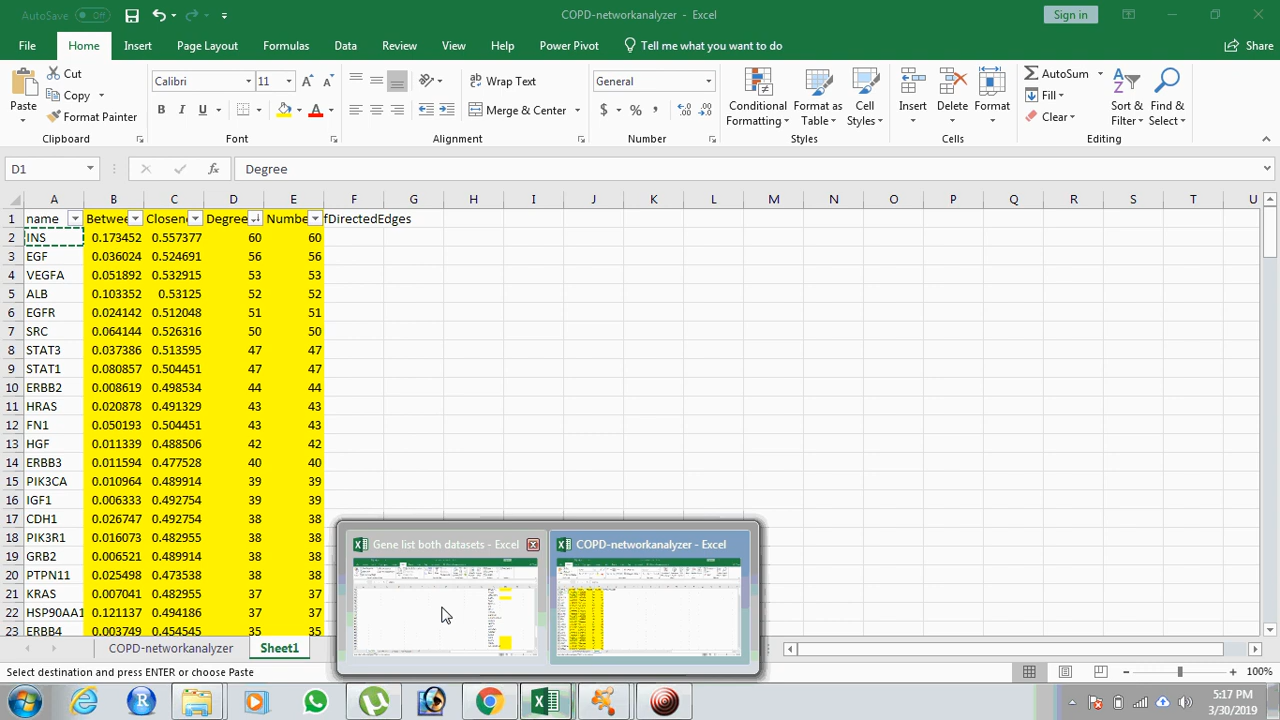 AutoSave Off
COPD-networkanalyzer - Excel
Sign in
File Home Insert Page Layout Formulas Data Review View Help Power Pivot Tell me what you want to do Share
Paste
Cut
Copy
Format Painter
Clipboard
Calibri 11
B I U
Font
Wrap Text
Merge & Center
Alignment
General
$ % ,
Number
Conditional Formatting
Format as Table
Cell Styles
Styles
Insert Delete Format
Cells
AutoSum
Fill
Clear
Sort & Filter
Find & Select
Editing
D1 fx Degree
A B C D E F G H I J K L M N O P Q R S T U
1 name Betwee Closene Degree Numbe fDirectedEdges
2 INS 0.173452 0.557377 60 60
3 EGF 0.036024 0.524691 56 56
4 VEGFA 0.051892 0.532915 53 53
5 ALB 0.103352 0.53125 52 52
6 EGFR 0.024142 0.512048 51 51
7 SRC 0.064144 0.526316 50 50
8 STAT3 0.037386 0.513595 47 47
9 STAT1 0.080857 0.504451 47 47
10 ERBB2 0.008619 0.498534 44 44
11 HRAS 0.020878 0.491329 43 43
12 FN1 0.050193 0.504451 43 43
13 HGF 0.011339 0.488506 42 42
14 ERBB3 0.011594 0.477528 40 40
15 PIK3CA 0.010964 0.489914 39 39
16 IGF1 0.006333 0.492754 39 39
17 CDH1 0.026747 0.492754 38 38
18 PIK3R1 0.016073 0.482955 38 38
19 GRB2 0.006521 0.489914 38 38
20 PTPN11 0.025498 0.473538 38 38
21 KRAS 0.007083 0.482955 37 37
22 HSP90AA1 0.121137 0.494186 37 37
23 ERBB4 0.003749 0.454545 35 35
Gene list both datasets - Excel
COPD-networkanalyzer - Excel
COPD-networkanalyzer Sheet1
Select destination and press ENTER or choose Paste
100%
5:17 PM
3/30/2019